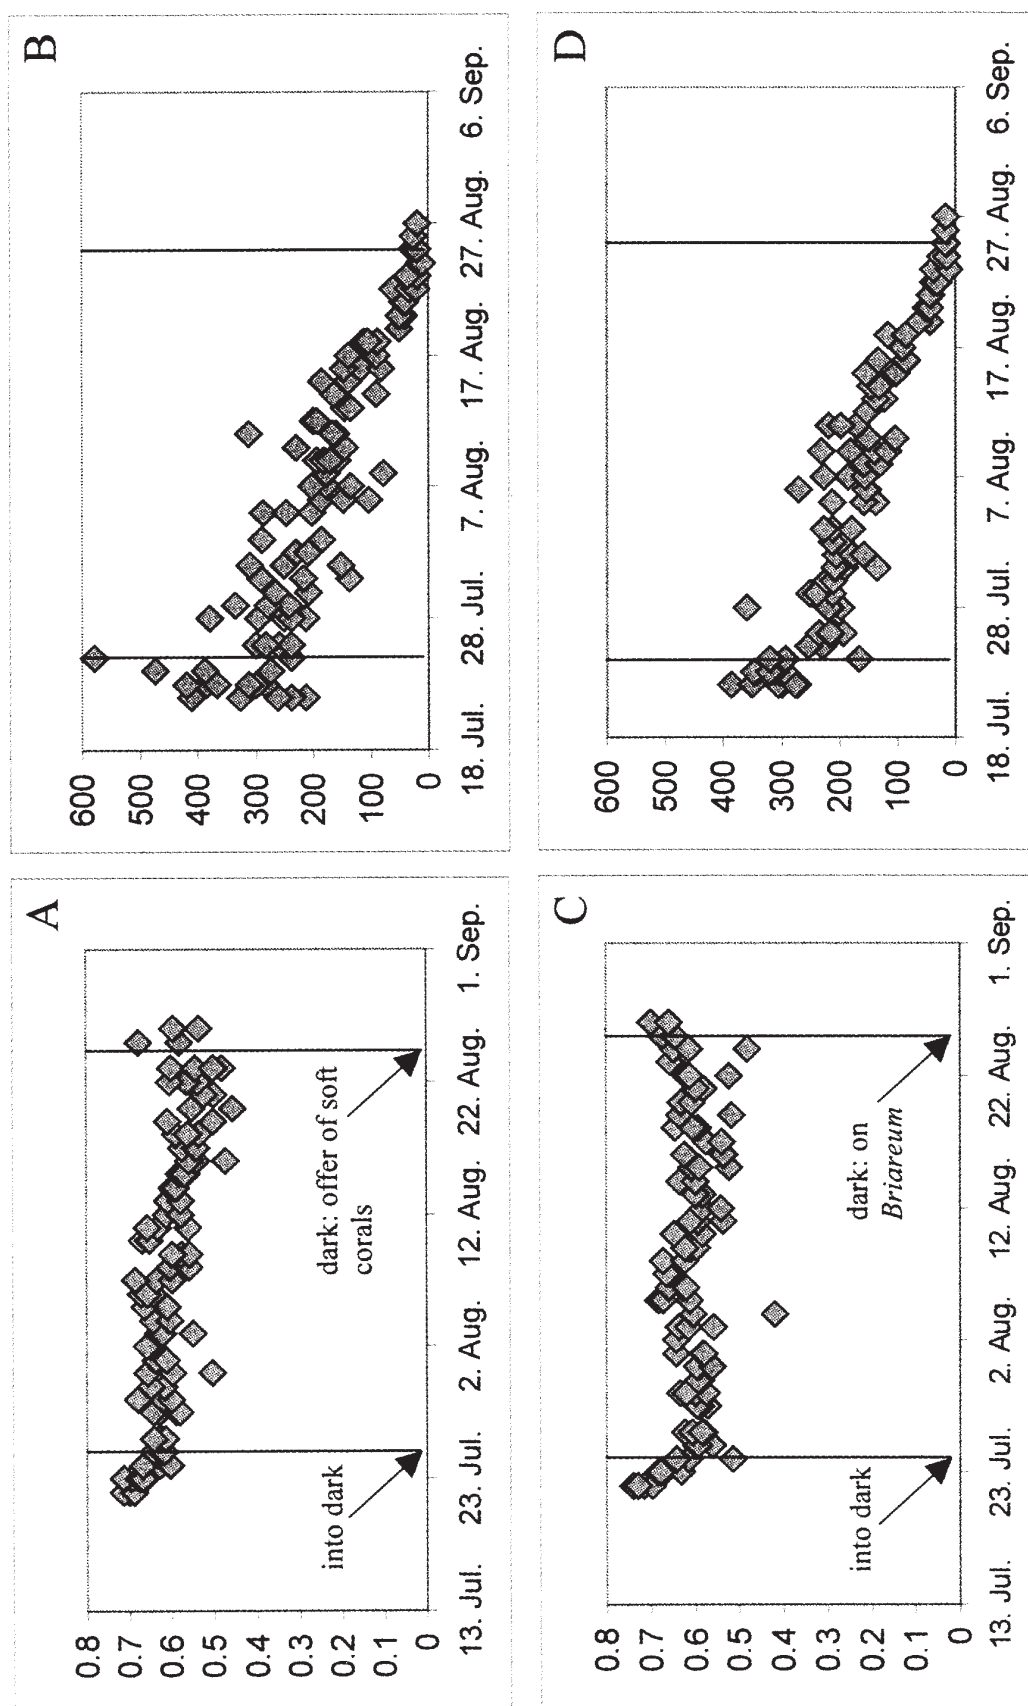 A
0.8
0.7
0.6
0.5
0.4
0.3
0.2
0.1
0
into dark
dark: offer of soft
corals
13. Jul.
23. Jul.
2. Aug.
12. Aug.
22. Aug.
1. Sep.
B
600
500
400
300
200
100
0
18. Jul.
28. Jul.
7. Aug.
17. Aug.
27. Aug.
6. Sep.
C
0.8
0.7
0.6
0.5
0.4
0.3
0.2
0.1
0
into dark
dark: on
Briareum
13. Jul.
23. Jul.
2. Aug.
12. Aug.
22. Aug.
1. Sep.
D
600
500
400
300
200
100
0
18. Jul.
28. Jul.
7. Aug.
17. Aug.
27. Aug.
6. Sep.